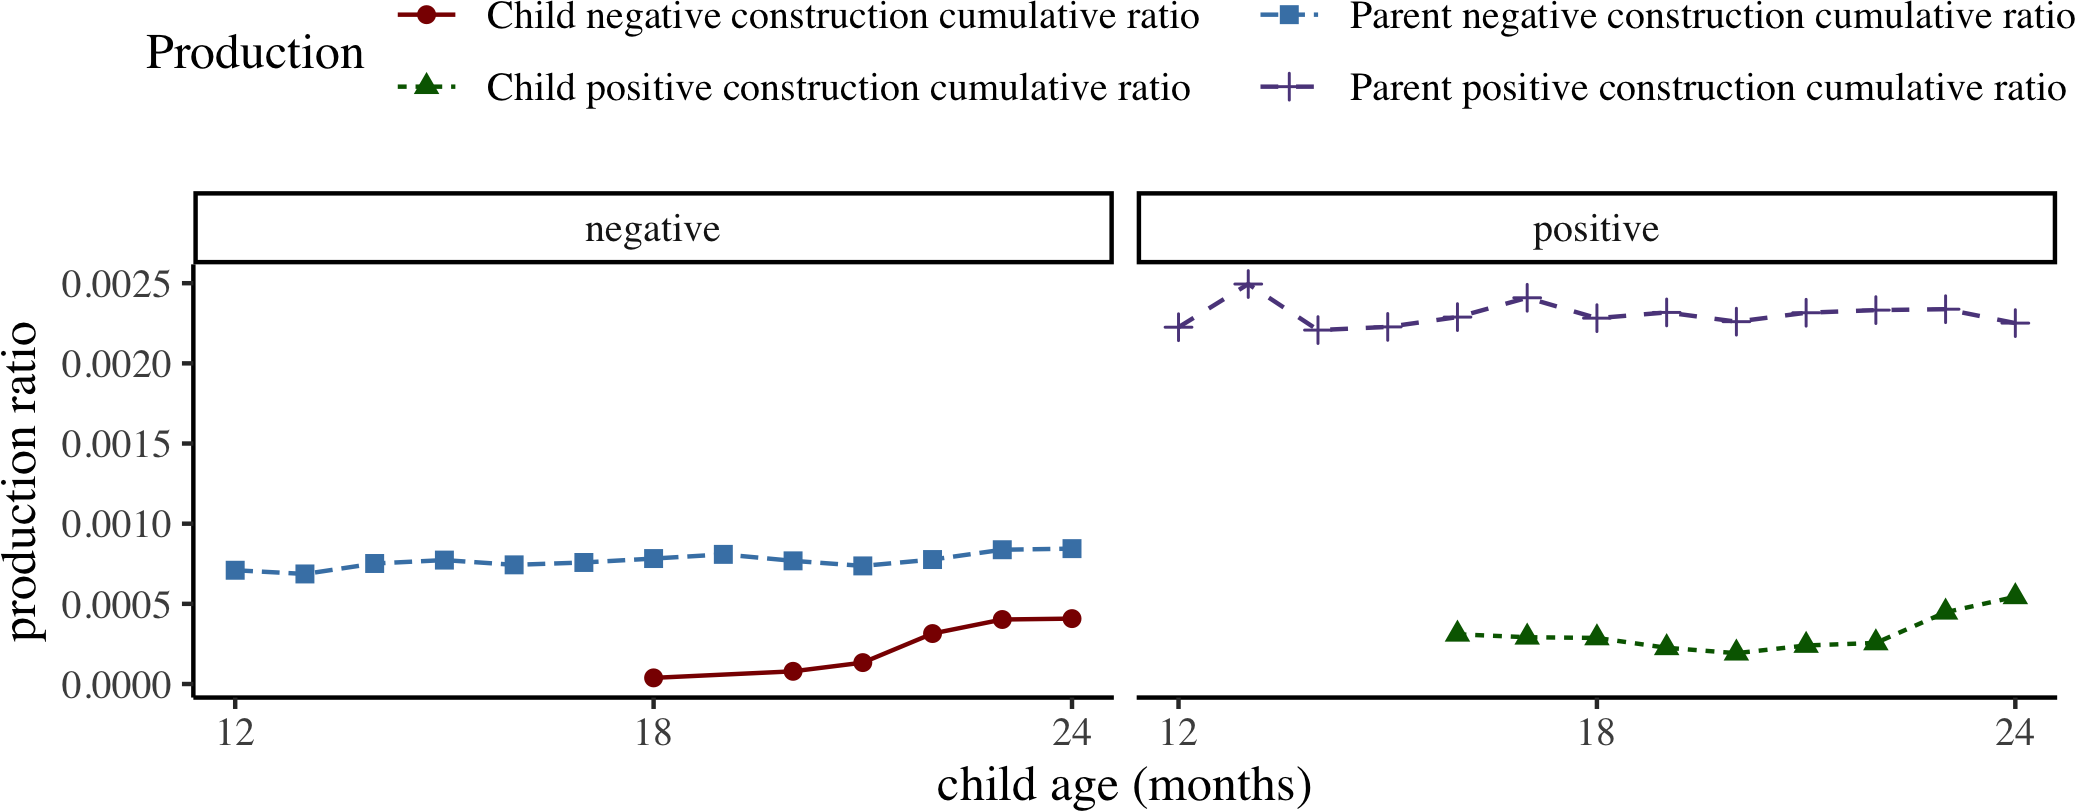 Production
Child negative construction cumulative ratio
Parent negative construction cumulative ratio
Child positive construction cumulative ratio
Parent positive construction cumulative ratio
negative
positive
production ratio
0.0025
0.0020
0.0015
0.0010
0.0005
0.0000
12
18
24
12
18
24
child age (months)